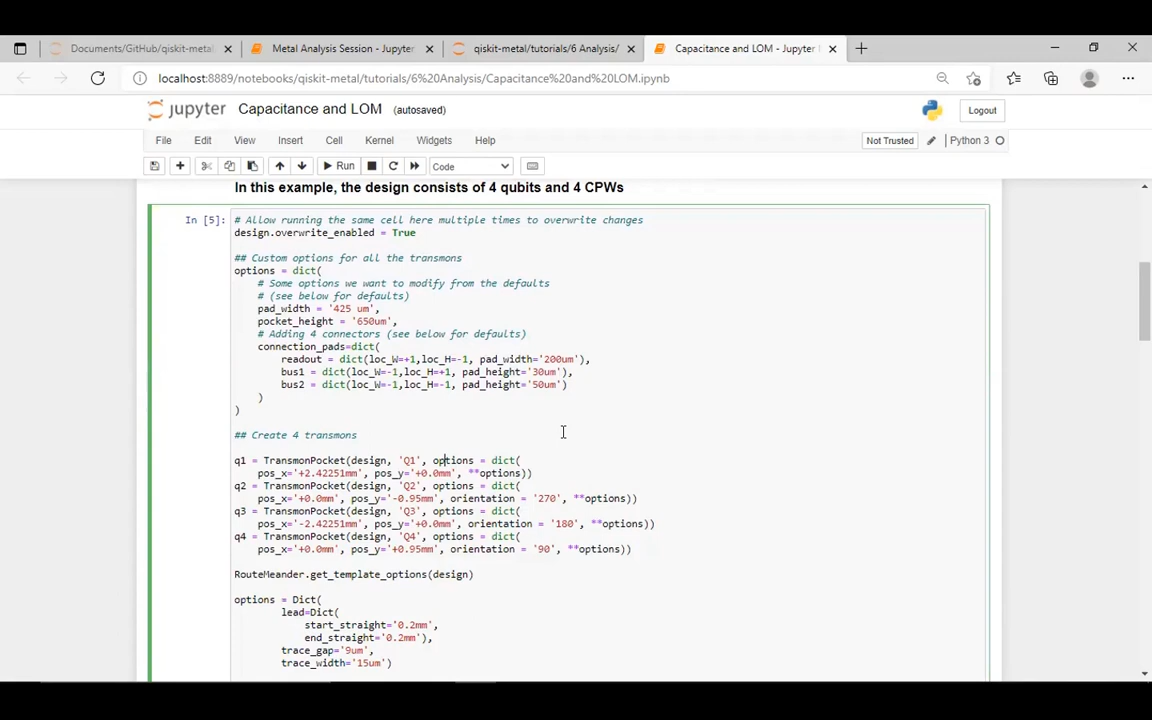 Documents/GitHub/qiskit-metal
Metal Analysis Session - Jupyter
qiskit-metal/tutorials/6 Analysis/
Capacitance and LOM - Jupyter
localhost:8889/notebooks/qiskit-metal/tutorials/6%20Analysis/Capacitance%20and%20LOM.ipynb
jupyter Capacitance and LOM (autosaved)
Logout
File Edit View Insert Cell Kernel Widgets Help
Not Trusted
Python 3
Run
Code
In this example, the design consists of 4 qubits and 4 CPWs
In [5]:
# Allow running the same cell here multiple times to overwrite changes
design.overwrite_enabled = True
## Custom options for all the transmons
options = dict(
# Some options we want to modify from the defaults
# (see below for defaults)
pad_width = '425 um',
pocket_height = '650um',
# Adding 4 connectors (see below for defaults)
connection_pads=dict(
readout = dict(loc_W=+1,loc_H=-1, pad_width='200um'),
bus1 = dict(loc_W=-1,loc_H=+1, pad_height='30um'),
bus2 = dict(loc_W=-1,loc_H=-1, pad_height='50um')
)
)
## Create 4 transmons
q1 = TransmonPocket(design, 'Q1', options = dict(
pos_x='+2.42251mm', pos_y='+0.0mm', **options))
q2 = TransmonPocket(design, 'Q2', options = dict(
pos_x='+0.0mm', pos_y='-0.95mm', orientation = '270', **options))
q3 = TransmonPocket(design, 'Q3', options = dict(
pos_x='-2.42251mm', pos_y='+0.0mm', orientation = '180', **options))
q4 = TransmonPocket(design, 'Q4', options = dict(
pos_x='+0.0mm', pos_y='+0.95mm', orientation = '90', **options))
RouteMeander.get_template_options(design)
options = Dict(
lead=Dict(
start_straight='0.2mm',
end_straight='0.2mm'),
trace_gap='9um',
trace_width='15um')